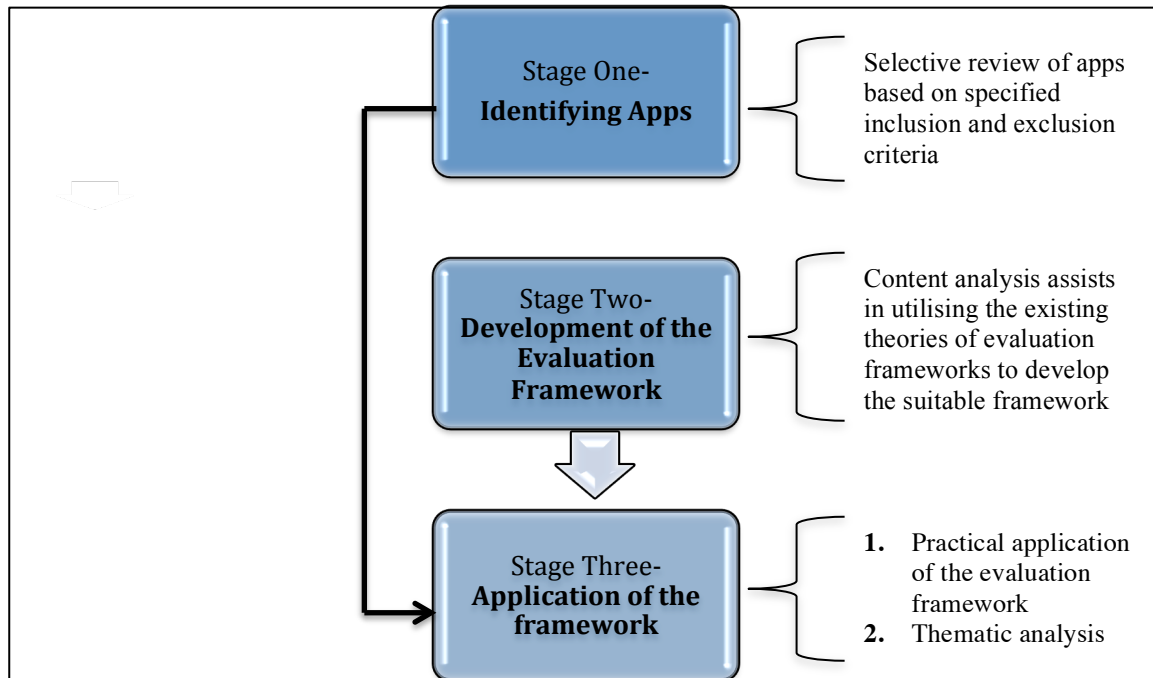 Stage One-
Identifying Apps
Selective review of apps
based on specified
inclusion and exclusion
criteria
Stage Two-
Development of the
Evaluation
Framework
Content analysis assists
in utilising the existing
theories of evaluation
frameworks to develop
the suitable framework
Stage Three-
Application of the
framework
1. Practical application
of the evaluation
framework
2. Thematic analysis